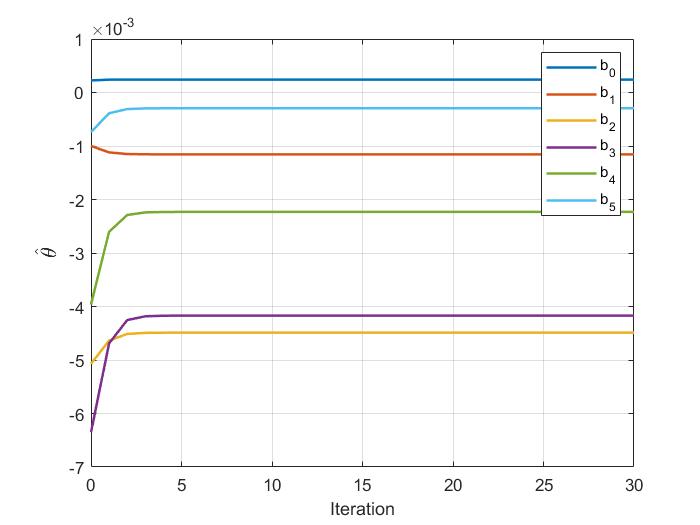 ×10⁻³
1
0
-1
-2
-3
-4
-5
-6
-7
θ̂
0 5 10 15 20 25 30
Iteration
b₀
b₁
b₂
b₃
b₄
b₅